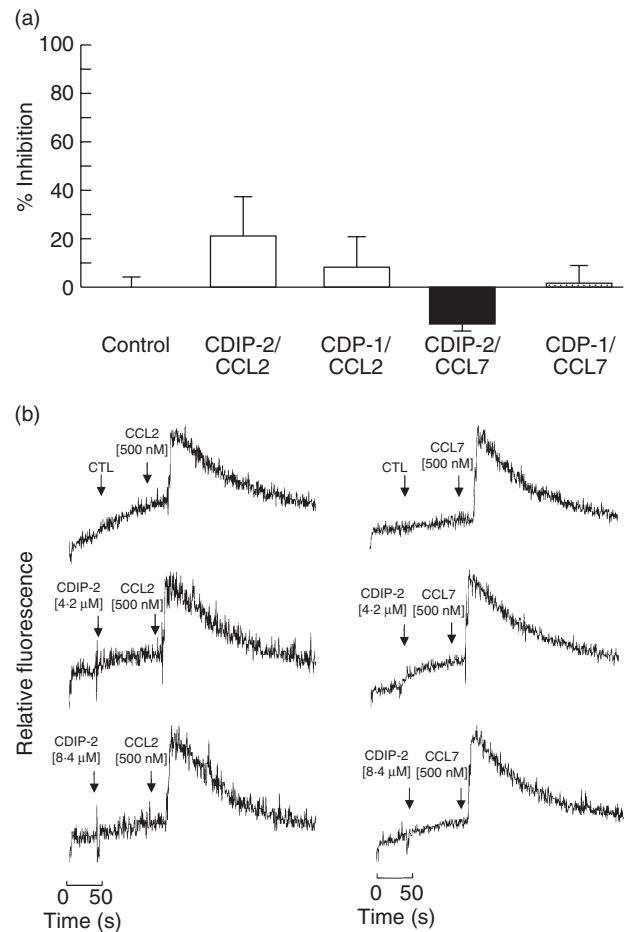 (a)
100
80
60
40
20
0
% Inhibition
Control
CDIP-2/
CCL2
CDP-1/
CCL2
CDIP-2/
CCL7
CDP-1/
CCL7
(b)
Relative fluorescence
CTL
CCL2
[500 nM]
CTL
CCL7
[500 nM]
CDIP-2
[4·2 μM]
CCL2
[500 nM]
CDIP-2
[4·2 μM]
CCL7
[500 nM]
CDIP-2
[8·4 μM]
CCL2
[500 nM]
CDIP-2
[8·4 μM]
CCL7
[500 nM]
0 50
Time (s)
0 50
Time (s)